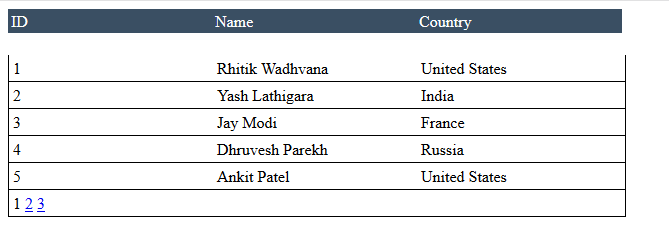 ID Name Country
1 Rhitik Wadhvana United States
2 Yash Lathigara India
3 Jay Modi France
4 Dhruvesh Parekh Russia
5 Ankit Patel United States
1 2 3